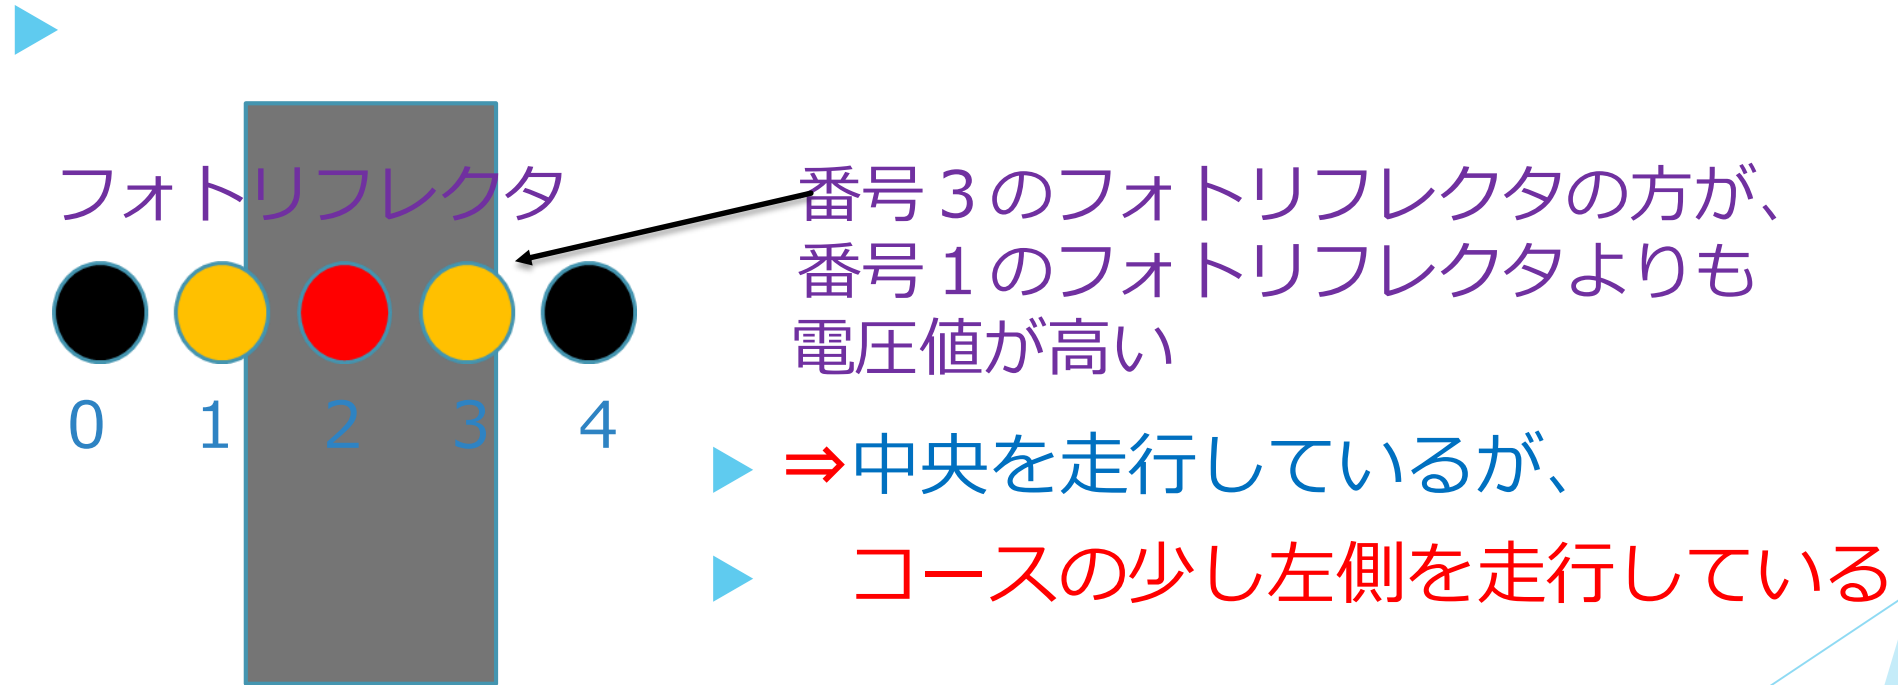 フォトリフレクタ
0 1 2 3 4
番号3のフォトリフレクタの方が、
番号1のフォトリフレクタよりも
電圧値が高い
⇒中央を走行しているが、
コースの少し左側を走行している